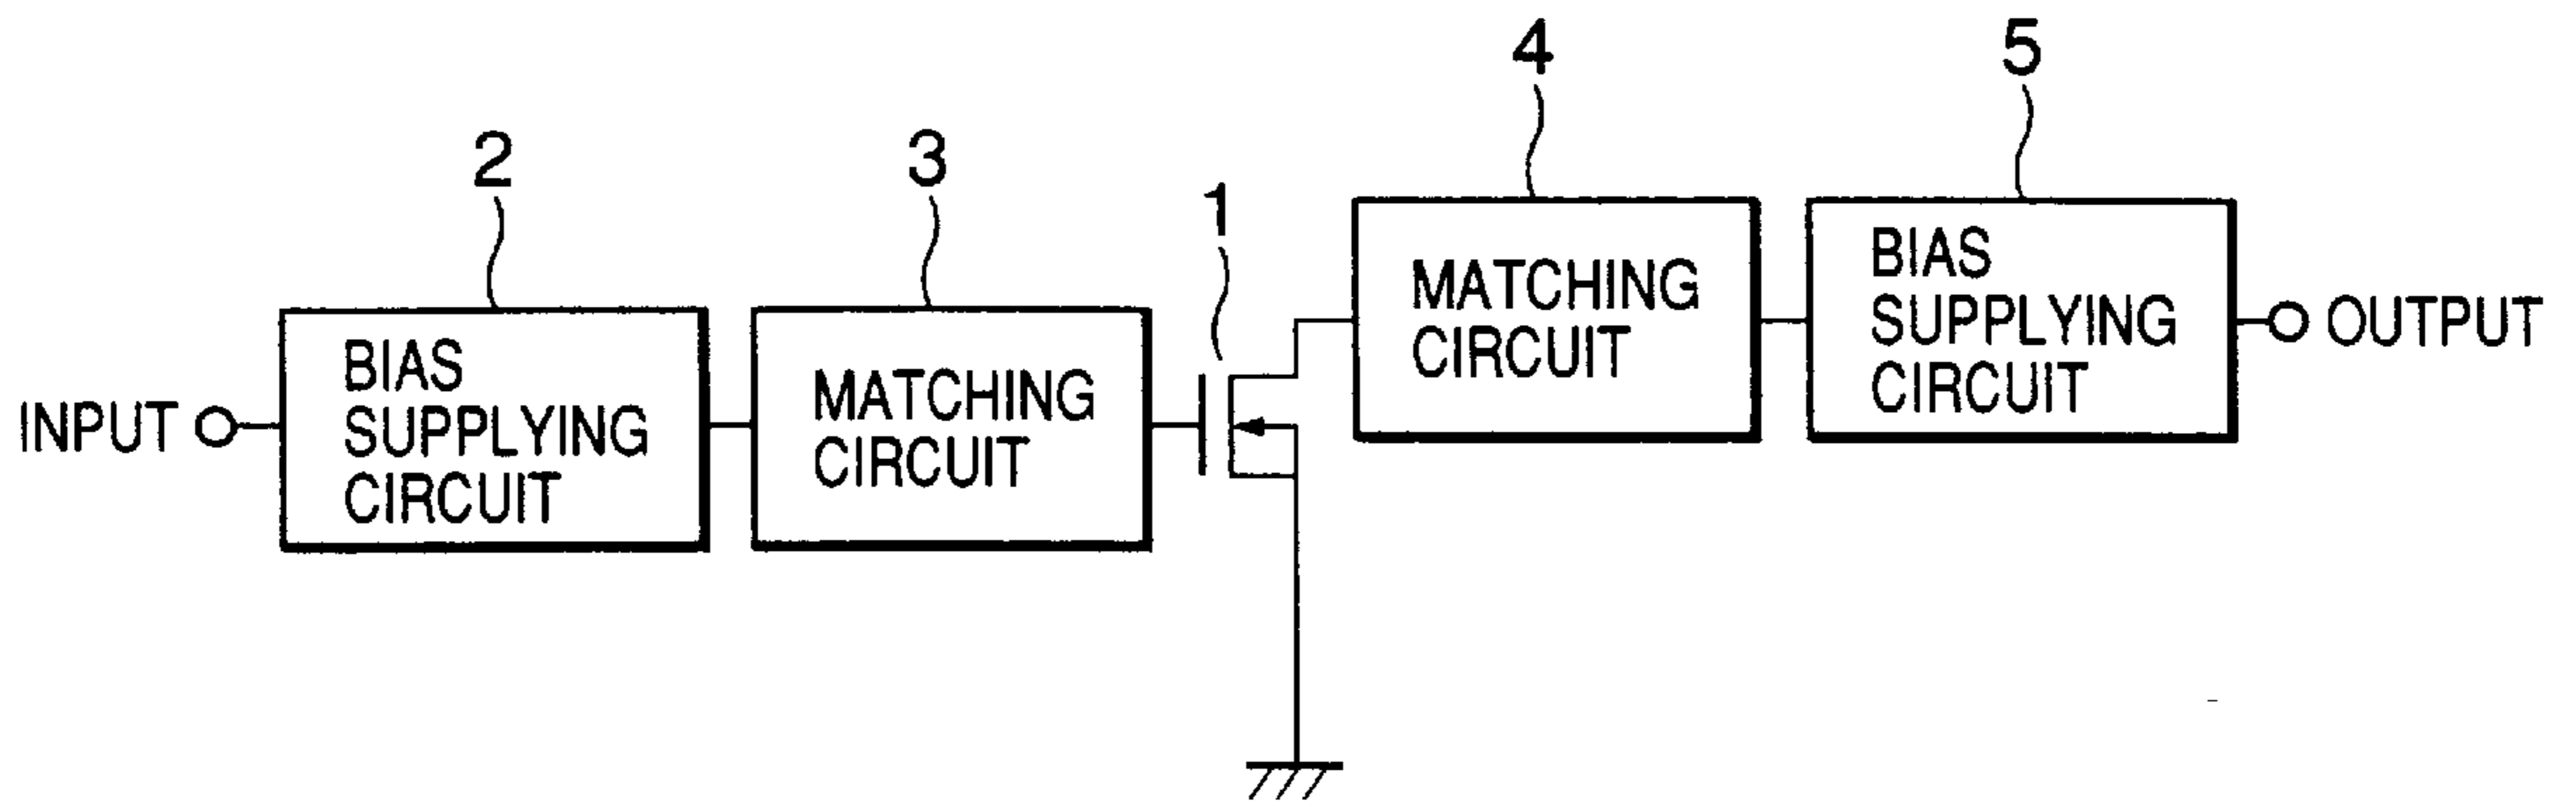 2
3
1
4
5
INPUT
BIAS
SUPPLYING
CIRCUIT
MATCHING
CIRCUIT
MATCHING
CIRCUIT
BIAS
SUPPLYING
CIRCUIT
OUTPUT